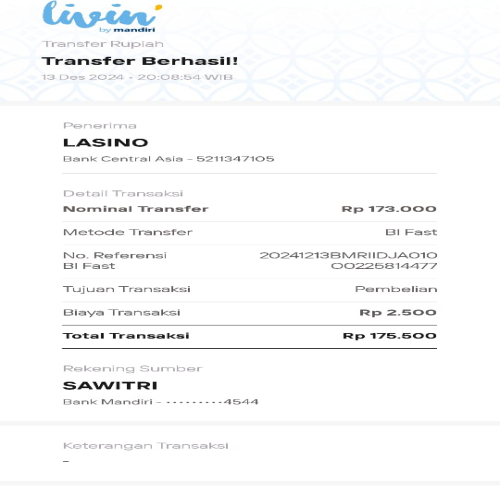 livin'
by mandiri
Transfer Rupiah
Transfer Berhasil!
13 Des 2024 • 20:08:54 WIB
Penerima
LASINO
Bank Central Asia - 5211347105
Detail Transaksi
Nominal Transfer Rp 173.000
Metode Transfer BI Fast
No. Referensi 20241213BMRIIDJA010
BI Fast O0225814477
Tujuan Transaksi Pembelian
Biaya Transaksi Rp 2.500
Total Transaksi Rp 175.500
Rekening Sumber
SAWITRI
Bank Mandiri - •••••••••4544
Keterangan Transaksi
-